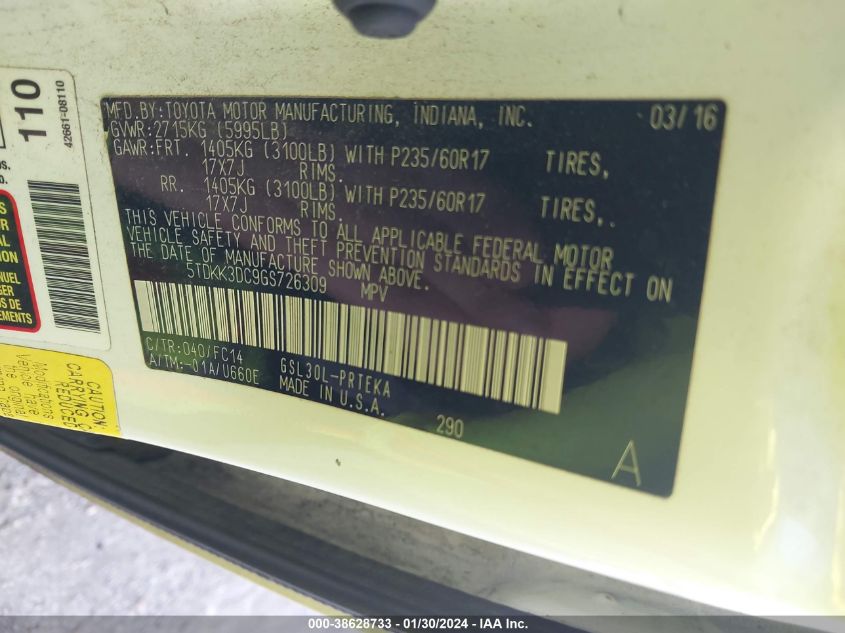 MFD.BY:TOYOTA MOTOR MANUFACTURING, INDIANA, INC. 03/16
GVWR:2715KG (5995LB)
GAWR:FRT. 1405KG (3100LB) WITH P235/60R17 TIRES,
17X7J RIMS.
RR. 1405KG (3100LB) WITH P235/60R17 TIRES,.
17X7J RIMS.
THIS VEHICLE CONFORMS TO ALL APPLICABLE FEDERAL MOTOR
VEHICLE SAFETY AND THEFT PREVENTION STANDARDS IN EFFECT ON
THE DATE OF MANUFACTURE SHOWN ABOVE.
5TDKK3DC9GS726309 MPV
C/TR:040/FC14 GSL30L-PRTEKA
A/TM:-01A/U660E MADE IN U.S.A.
290
A
110
42661-08110
CAUTION:
CARRYING
REDUCED
Modifications
000-38628733 - 01/30/2024 - IAA Inc.